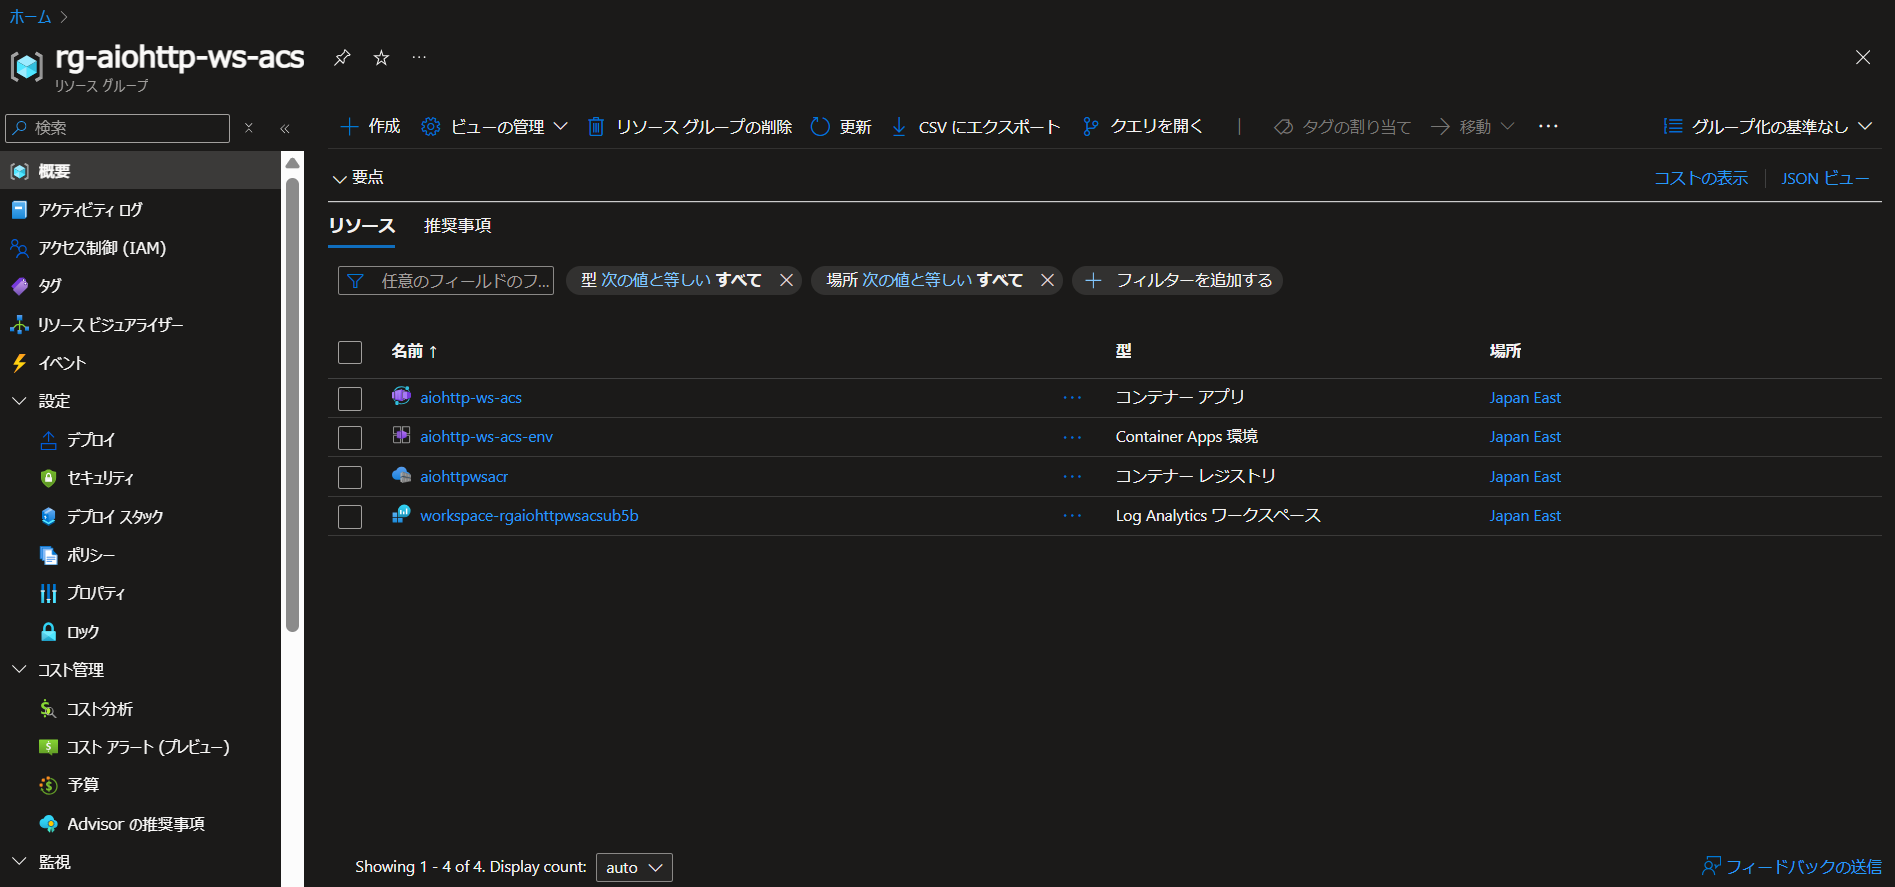 ホーム
rg-aiohttp-ws-acs
リソース グループ
検索
概要
アクティビティ ログ
アクセス制御 (IAM)
タグ
リソース ビジュアライザー
イベント
設定
デプロイ
セキュリティ
デプロイ スタック
ポリシー
プロパティ
ロック
コスト管理
コスト分析
コスト アラート (プレビュー)
予算
Advisor の推奨事項
監視
作成 ビューの管理 リソース グループの削除 更新 CSV にエクスポート クエリを開く | タグの割り当て 移動 ··· グループ化の基準なし
要点 コストの表示 JSON ビュー
リソース 推奨事項
任意のフィールドのフ... 型 次の値と等しい すべて 場所 次の値と等しい すべて フィルターを追加する
名前 ↑ 型 場所
aiohttp-ws-acs ··· コンテナー アプリ Japan East
aiohttp-ws-acs-env ··· Container Apps 環境 Japan East
aiohttpwsacr ··· コンテナー レジストリ Japan East
workspace-rgaiohttpwsacsub5b ··· Log Analytics ワークスペース Japan East
Showing 1 - 4 of 4. Display count: auto
フィードバックの送信